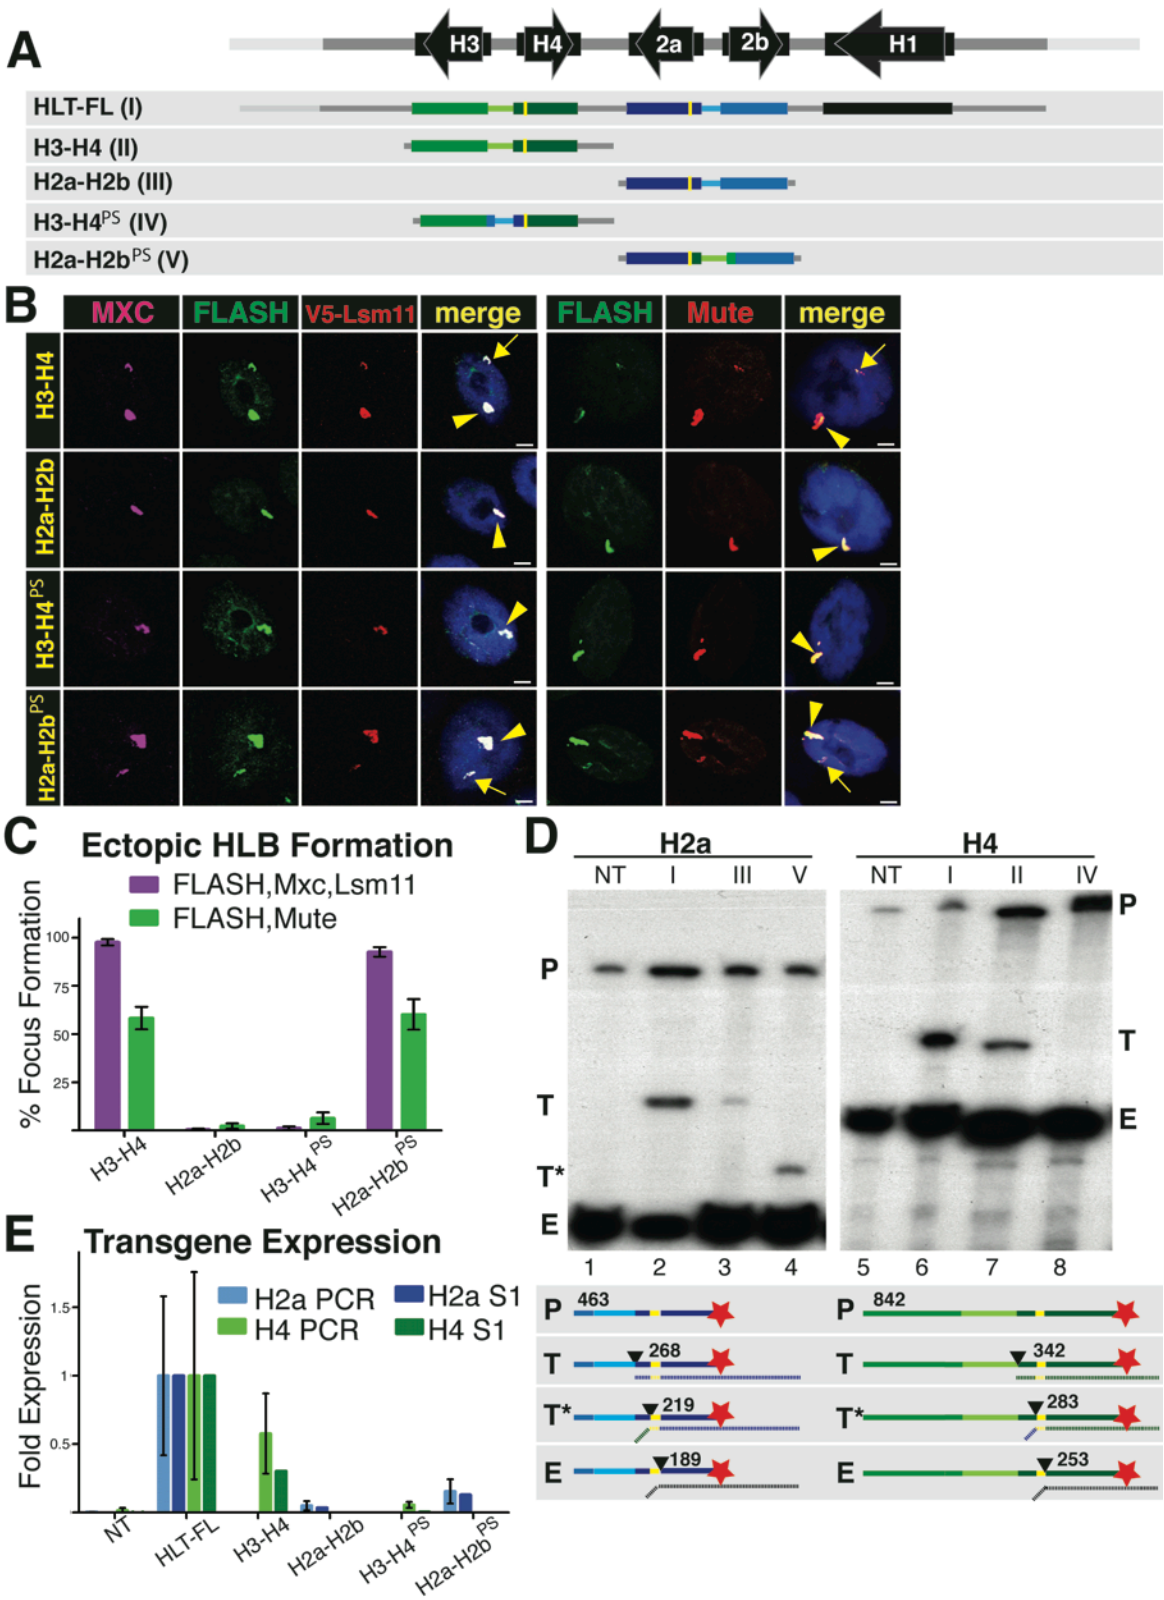 A
H3 H4 2a 2b H1
HLT-FL (I)
H3-H4 (II)
H2a-H2b (III)
H3-H4PS (IV)
H2a-H2bPS (V)
B
MXC FLASH V5-Lsm11 merge FLASH Mute merge
H3-H4
H2a-H2b
H3-H4PS
H2a-H2bPS
C
Ectopic HLB Formation
FLASH,Mxc,Lsm11
FLASH,Mute
% Focus Formation
100
75
50
25
H3-H4 H2a-H2b H3-H4PS H2a-H2bPS
D
H2a H4
NT I III V NT I II IV
P
T
T*
E
P
T
E
1 2 3 4 5 6 7 8
P 463 P 842
T 268 T 342
T* 219 T* 283
E 189 E 253
E
Transgene Expression
H2a PCR H2a S1
H4 PCR H4 S1
Fold Expression
1.5
1
0.5
NT HLT-FL H3-H4 H2a-H2b H3-H4PS H2a-H2bPS